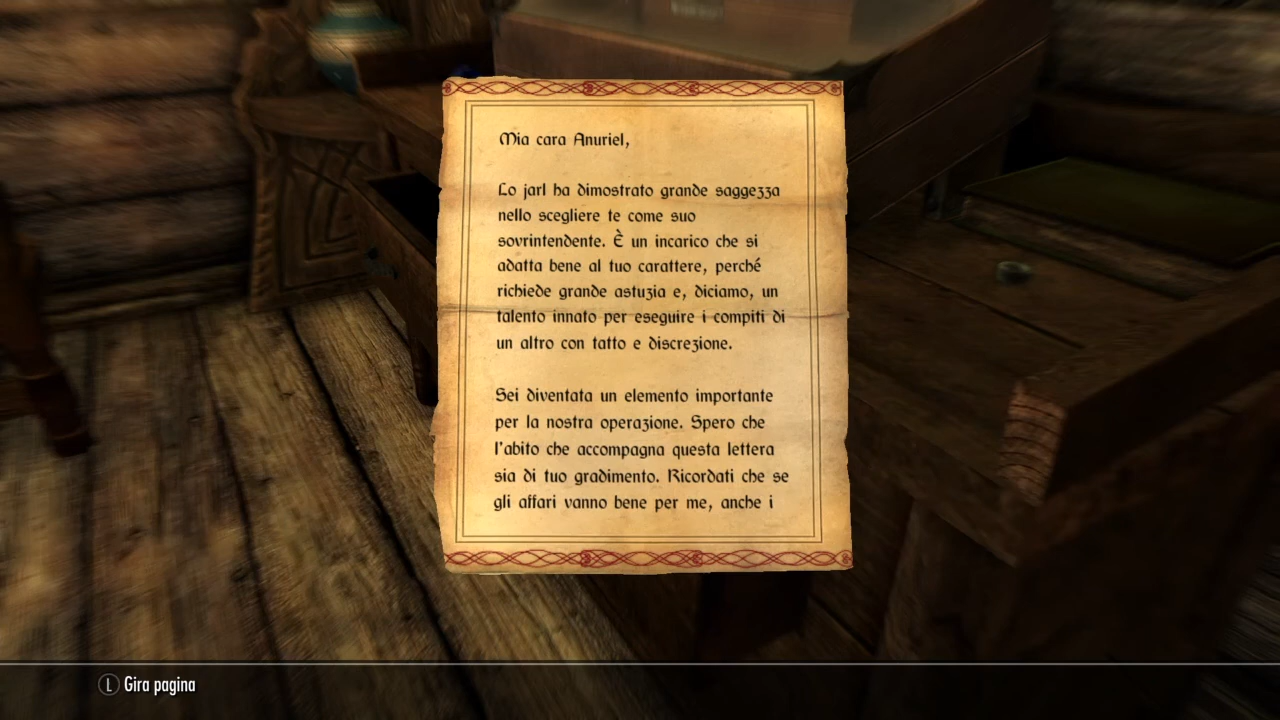 Mia cara Anuriel,
Lo jarl ha dimostrato grande saggezza
nello scegliere te come suo
sovrintendente. È un incarico che si
adatta bene al tuo carattere, perché
richiede grande astuzia e, diciamo, un
talento innato per eseguire i compiti di
un altro con tatto e discrezione.
Sei diventata un elemento importante
per la nostra operazione. Spero che
l'abito che accompagna questa lettera
sia di tuo gradimento. Ricordati che se
gli affari vanno bene per me, anche i
L Gira pagina